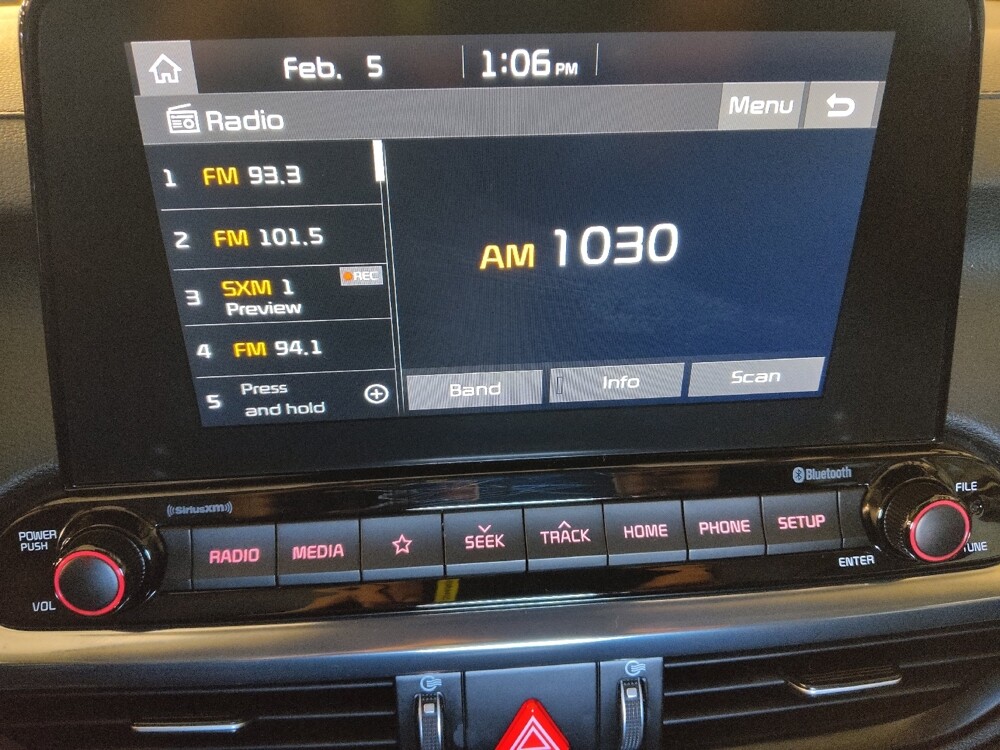 Feb. 5 1:06 PM
Radio Menu
1 FM 93.3
2 FM 101.5
AM 1030
3 SXM 1 REC
Preview
4 FM 94.1
5 Press
and hold
Band Info Scan
Bluetooth
((SiriusXM))
POWER
PUSH
VOL
RADIO MEDIA SEEK TRACK HOME PHONE SETUP
FILE
TUNE
ENTER